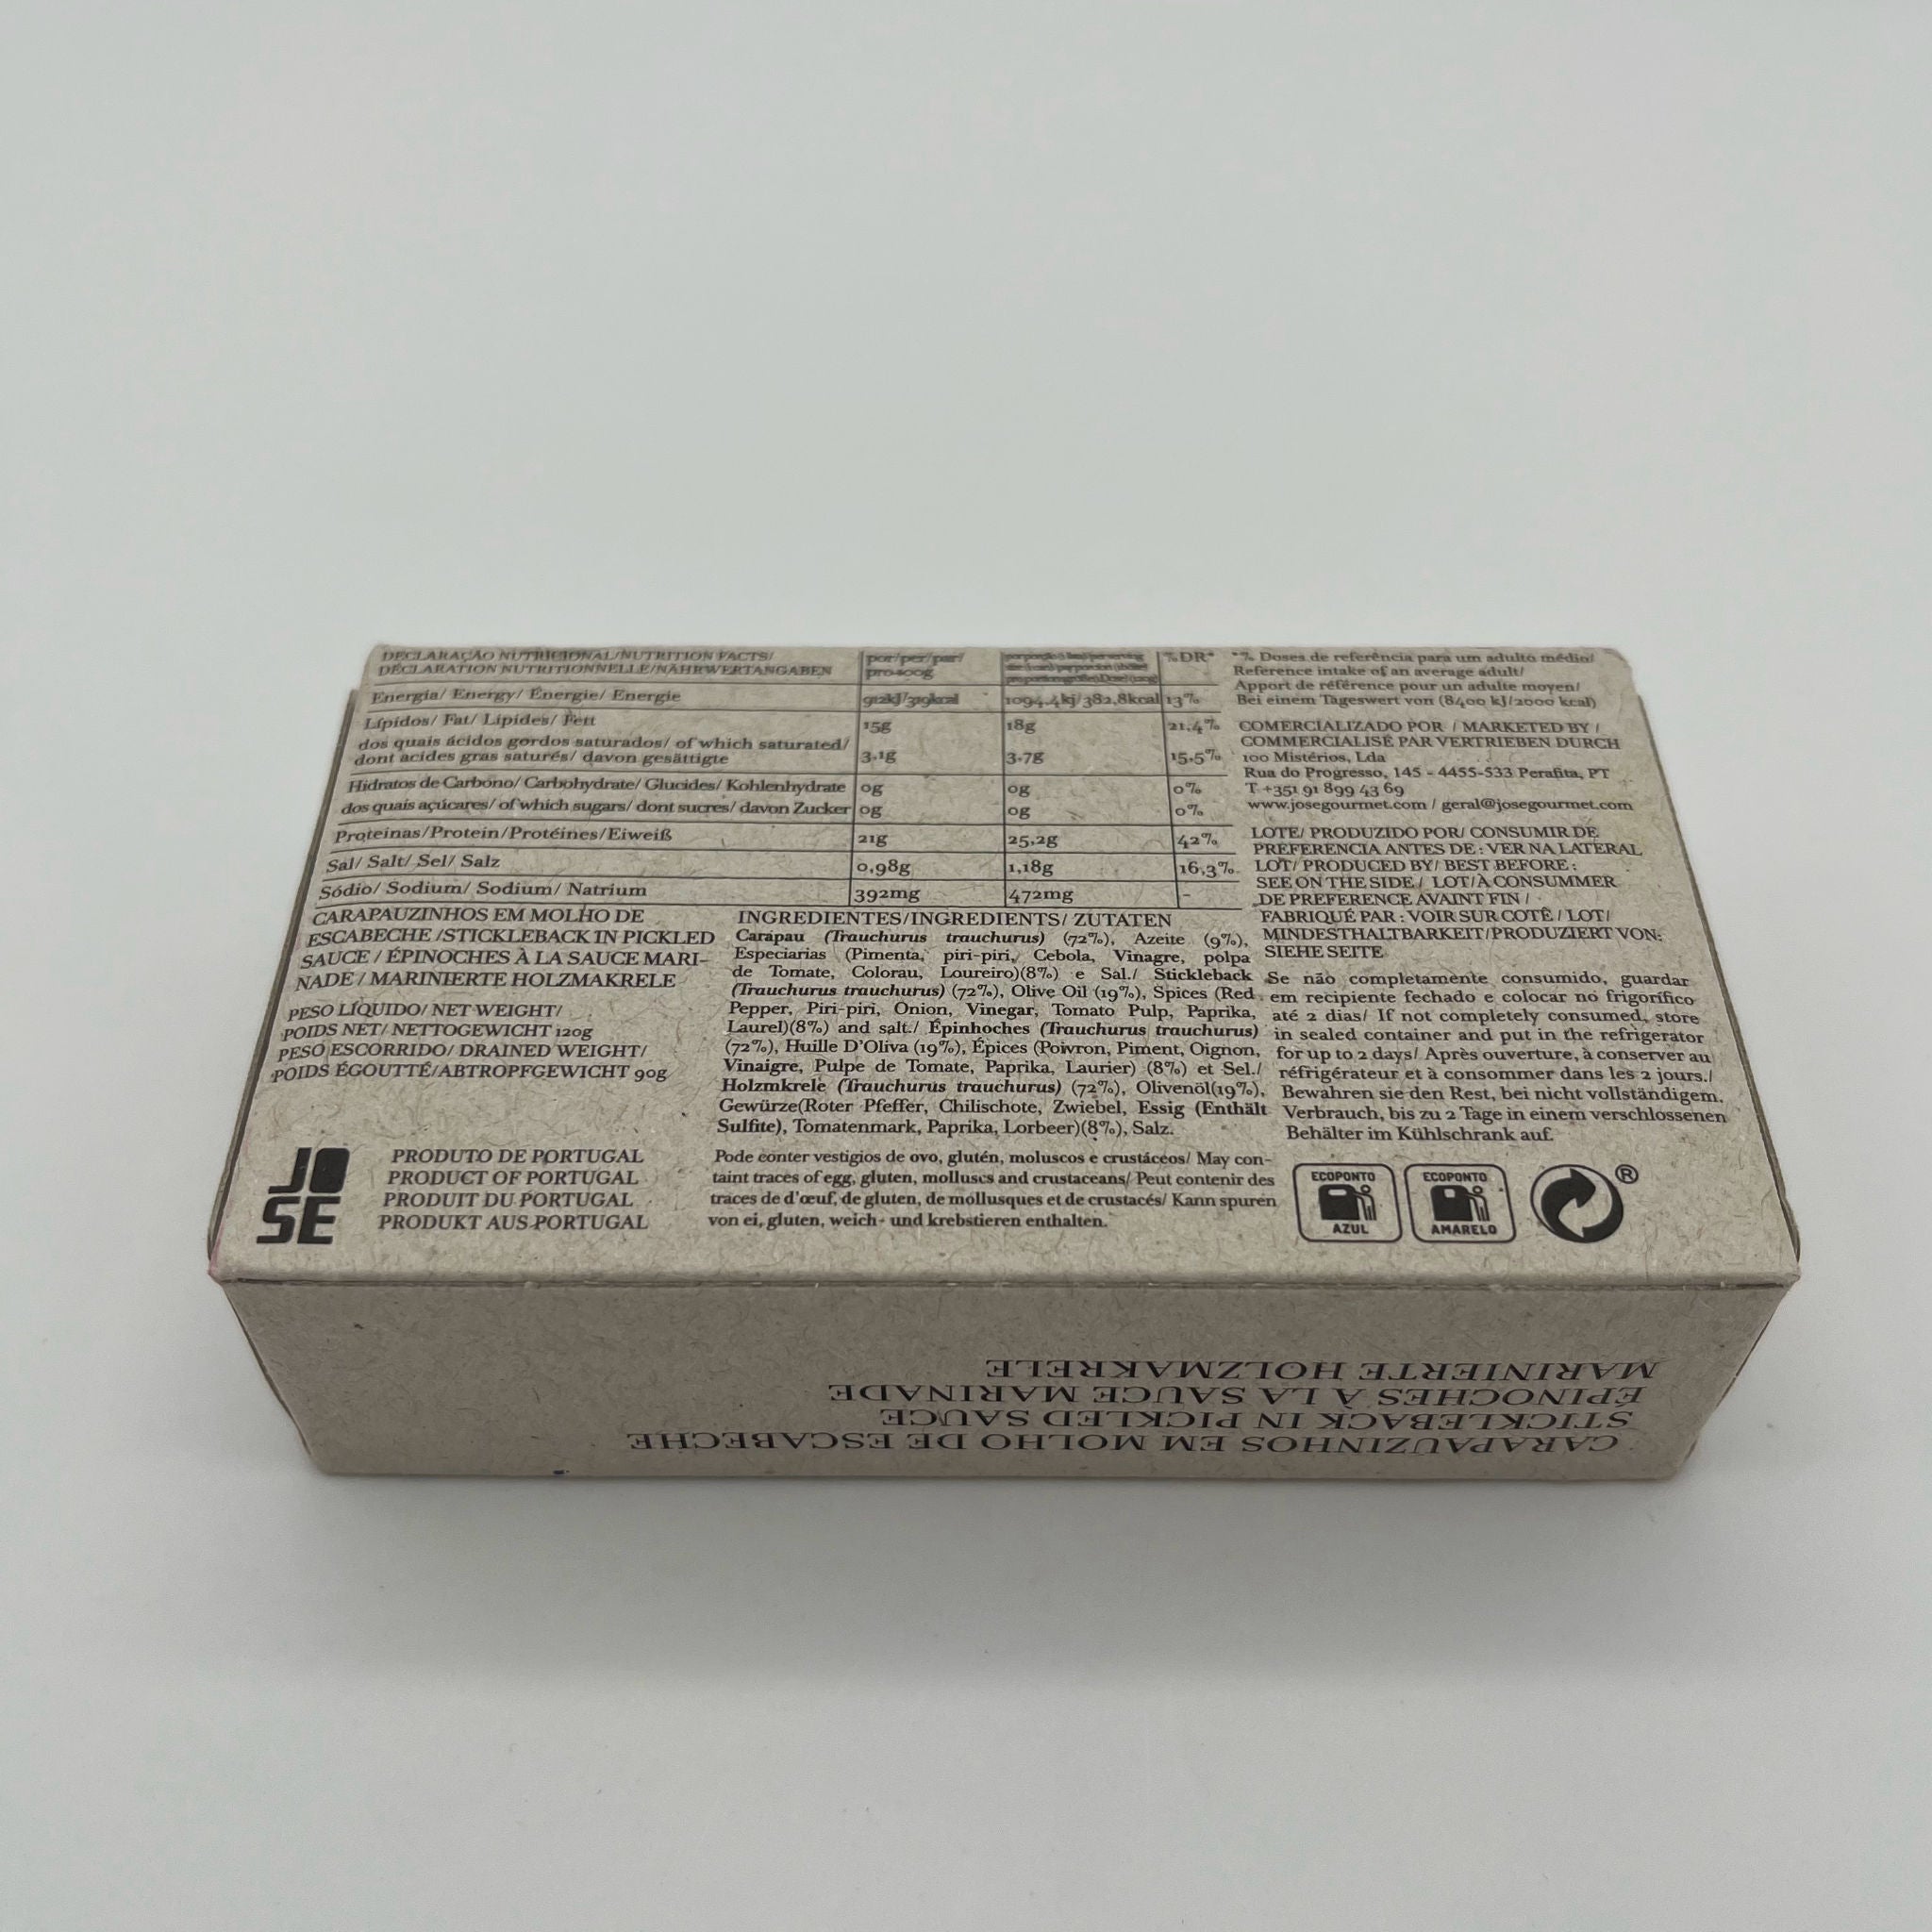 DECLARAÇÃO NUTRICIONAL/NUTRITION FACTS/
DÉCLARATION NUTRITIONNELLE/NÄHRWERTANGABEN
por/per/par/
pro 100g
%DR*
Energia/ Energy/ Énergie/ Energie 912kJ/319kcal 1094,4kj/ 382,8kcal 13%
Lípidos/ Fat/ Lipides/ Fett 15g 18g 21,4%
dos quais ácidos gordos saturados/ of which saturated/
dont acides gras saturés/ davon gesättigte 3,1g 3,7g 15,5%
Hidratos de Carbono/ Carbohydrate/ Glucides/ Kohlenhydrate 0g 0g 0%
dos quais açúcares/ of which sugars/ dont sucres/ davon Zucker 0g 0g 0%
Proteínas/Protein/Protéines/Eiweiß 21g 25,2g 42%
Sal/ Salt/ Sel/ Salz 0,98g 1,18g 16,3%
Sódio/ Sodium/ Sodium/ Natrium 392mg 472mg -
CARAPAUZINHOS EM MOLHO DE
ESCABECHE /STICKLEBACK IN PICKLED
SAUCE / ÉPINOCHES À LA SAUCE MARI-
NADE / MARINIERTE HOLZMAKRELE
PESO LÍQUIDO/ NET WEIGHT/
POIDS NET/ NETTOGEWICHT 120g
PESO ESCORRIDO/ DRAINED WEIGHT/
POIDS ÉGOUTTÉ/ABTROPFGEWICHT 90g
JOSE
PRODUTO DE PORTUGAL
PRODUCT OF PORTUGAL
PRODUIT DU PORTUGAL
PRODUKT AUS PORTUGAL
INGREDIENTES/INGREDIENTS/ ZUTATEN
Carapau (Trauchurus trauchurus) (72%), Azeite (9%),
Especiarias (Pimenta, piri-piri, Cebola, Vinagre, polpa
de Tomate, Colorau, Loureiro)(8%) e Sal./ Stickleback
(Trauchurus trauchurus) (72%), Olive Oil (19%), Spices (Red
Pepper, Piri-piri, Onion, Vinegar, Tomato Pulp, Paprika,
Laurel)(8%) and salt./ Épinhoches (Trauchurus trauchurus)
(72%), Huille D'Oliva (19%), Épices (Poivron, Piment, Oignon,
Vinaigre, Pulpe de Tomate, Paprika, Laurier) (8%) et Sel./
Holzmkrele (Trauchurus trauchurus) (72%), Olivenöl(19%),
Gewürze(Roter Pfeffer, Chilischote, Zwiebel, Essig (Enthält
Sulfite), Tomatenmark, Paprika, Lorbeer)(8%), Salz.
Pode conter vestigios de ovo, glutén, moluscos e crustáceos/ May con-
taint traces of egg, gluten, molluscs and crustaceans/ Peut contenir des
traces de d'œuf, de gluten, de mollusques et de crustacés/ Kann spuren
von ei, gluten, weich- und krebstieren enthalten.
*% Doses de referência para um adulto médio/
Reference intake of an average adult/
Apport de référence pour un adulte moyen/
Bei einem Tageswert von (8400 kJ/2000 kcal)
COMERCIALIZADO POR / MARKETED BY /
COMMERCIALISÉ PAR VERTRIEBEN DURCH
100 Mistérios, Lda
Rua do Progresso, 145 - 4455-533 Perafita, PT
T +351 91 899 43 69
www.josegourmet.com / geral@josegourmet.com
LOTE/ PRODUZIDO POR/ CONSUMIR DE
PREFERENCIA ANTES DE : VER NA LATERAL
LOT/ PRODUCED BY/ BEST BEFORE :
SEE ON THE SIDE / LOT/À CONSUMMER
DE PREFERENCE AVAINT FIN /
FABRIQUÉ PAR : VOIR SUR COTÊ / LOT/
MINDESTHALTBARKEIT/PRODUZIERT VON:
SIEHE SEITE
Se não completamente consumido, guardar
em recipiente fechado e colocar no frigorífico
até 2 dias/ If not completely consumed, store
in sealed container and put in the refrigerator
for up to 2 days/ Après ouverture, à conserver au
réfrigérateur et à consommer dans les 2 jours./
Bewahren sie den Rest, bei nicht vollständigem,
Verbrauch, bis zu 2 Tage in einem verschlossenen
Behälter im Kühlschrank auf.
ECOPONTO
AZUL
ECOPONTO
AMARELO
®
CARAPAUZINHOS EM MOLHO DE ESCABECHE
STICKLEBACK IN PICKLED SAUCE
ÉPINOCHES À LA SAUCE MARINADE
MARINIERTE HOLZMAKRELE